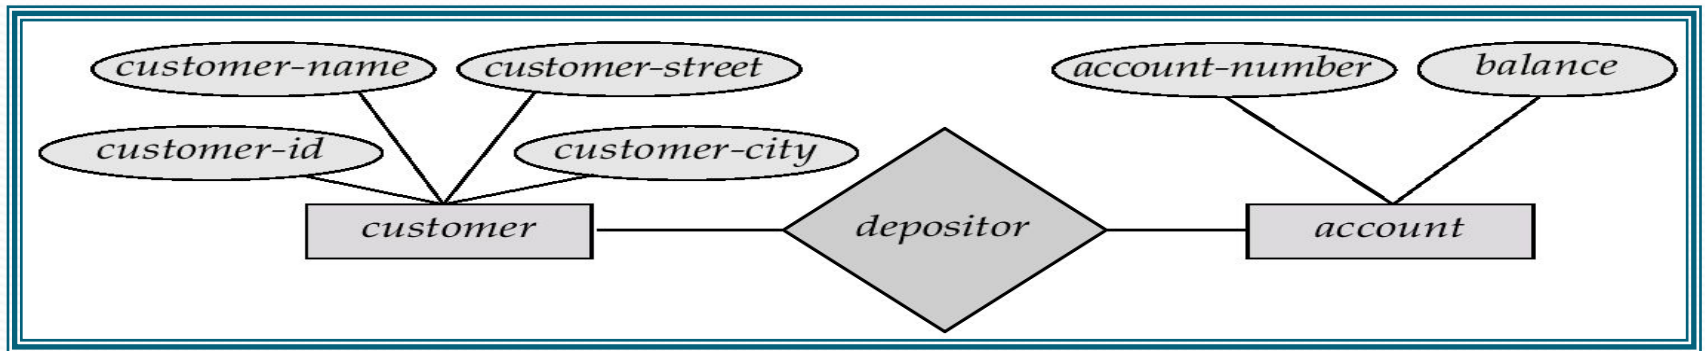 customer-name
customer-street
account-number
balance
customer-id
customer-city
customer
depositor
account